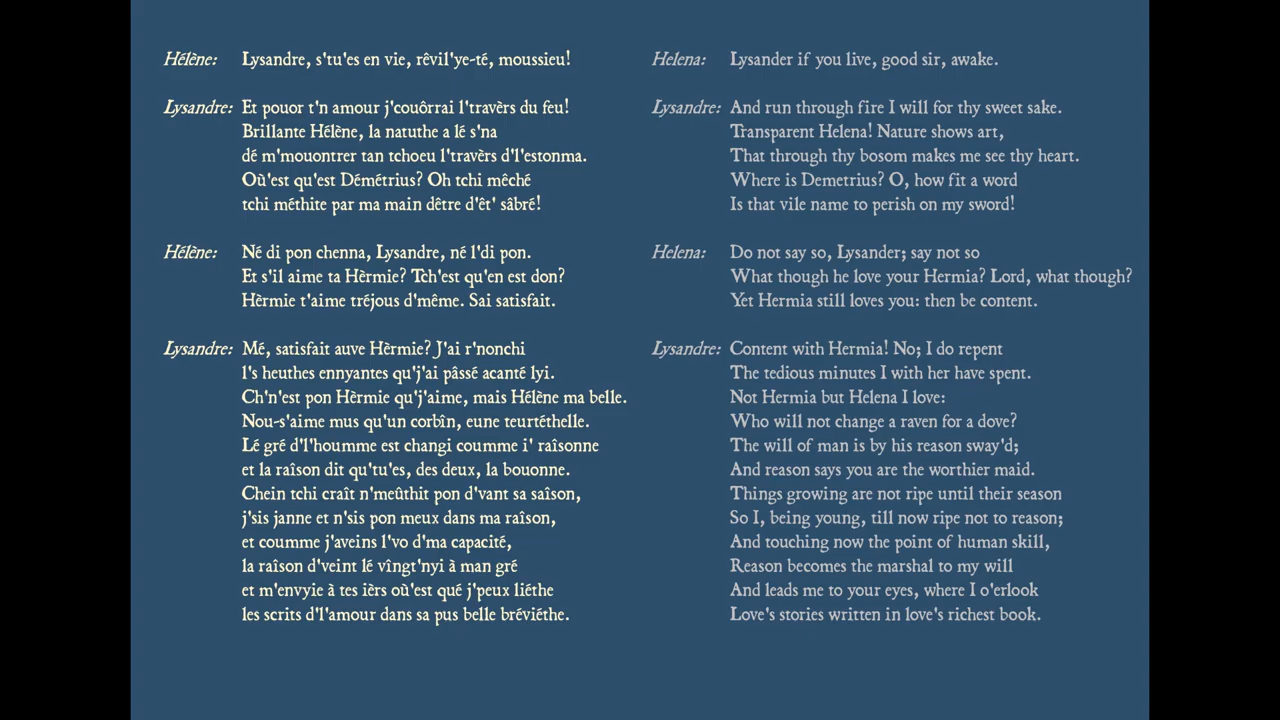 Hélène: Lysandre, s'tu'es en vie, rêvil'ye-té, moussieu!
Lysandre: Et pouor t'n amour j'couôrrai l'travèrs du feu!
Brillante Hélène, la natuthe a lé s'na
dé m'mouontrer tan tchoeu l'travèrs d'l'estonma.
Où'est qu'est Démétrius? Oh tchi mêché
tchi méthite par ma main dêtre d'êt' sâbré!
Hélène: Né di pon chenna, Lysandre, né l'di pon.
Et s'il aime ta Hèrmie? Tch'est qu'en est don?
Hèrmie t'aime tréjous d'même. Sai satisfait.
Lysandre: Mé, satisfait auve Hèrmie? J'ai r'nonchi
l's heuthes ennyantes qu'j'ai pâssé acanté lyi.
Ch'n'est pon Hèrmie qu'j'aime, mais Hélène ma belle.
Nou-s'aime mus qu'un corbîn, eune teurtéthelle.
Lé gré d'l'houmme est changi coumme i' raîsonne
et la raîson dit qu'tu'es, des deux, la bouonne.
Chein tchi craît n'meûthit pon d'vant sa saîson,
j'sis janne et n'sis pon meux dans ma raîson,
et coumme j'aveins l'vo d'ma capacité,
la raîson d'veint lé vîngt'nyi à man gré
et m'envyie à tes ièrs où'est qué j'peux liéthe
les scrits d'l'amour dans sa pus belle bréviéthe.
Helena: Lysander if you live, good sir, awake.
Lysandre: And run through fire I will for thy sweet sake.
Transparent Helena! Nature shows art,
That through thy bosom makes me see thy heart.
Where is Demetrius? O, how fit a word
Is that vile name to perish on my sword!
Helena: Do not say so, Lysander; say not so
What though he love your Hermia? Lord, what though?
Yet Hermia still loves you: then be content.
Lysandre: Content with Hermia! No; I do repent
The tedious minutes I with her have spent.
Not Hermia but Helena I love:
Who will not change a raven for a dove?
The will of man is by his reason sway'd;
And reason says you are the worthier maid.
Things growing are not ripe until their season
So I, being young, till now ripe not to reason;
And touching now the point of human skill,
Reason becomes the marshal to my will
And leads me to your eyes, where I o'erlook
Love's stories written in love's richest book.